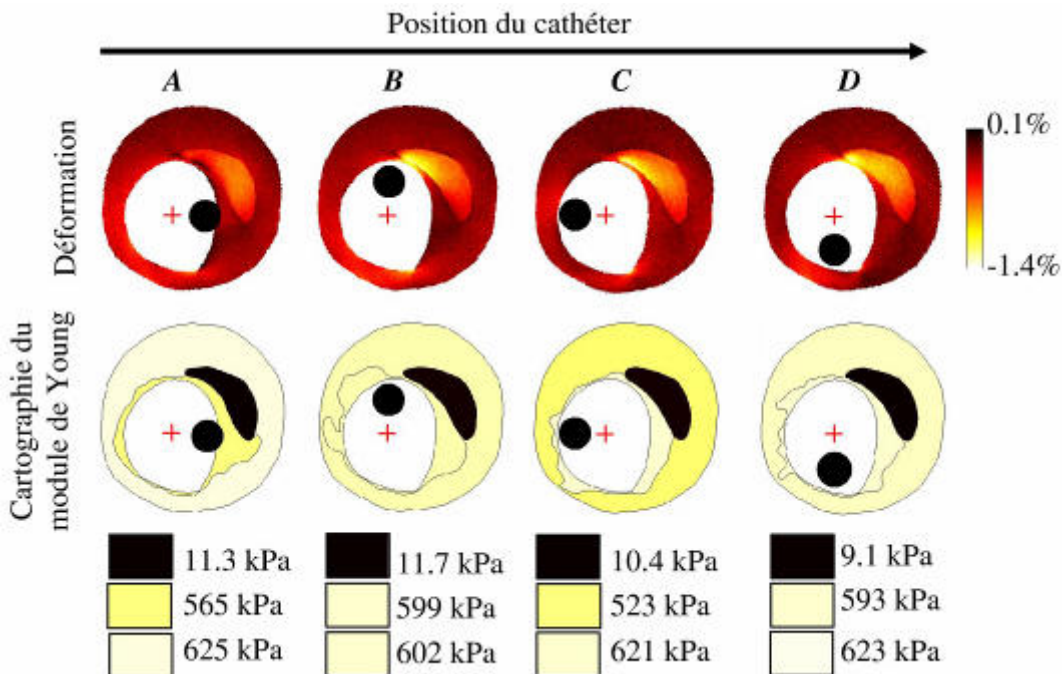 Position du cathéter
A B C D
Déformation
0.1%
-1.4%
Cartographie du
module de Young
11.3 kPa 11.7 kPa 10.4 kPa 9.1 kPa
565 kPa 599 kPa 523 kPa 593 kPa
625 kPa 602 kPa 621 kPa 623 kPa